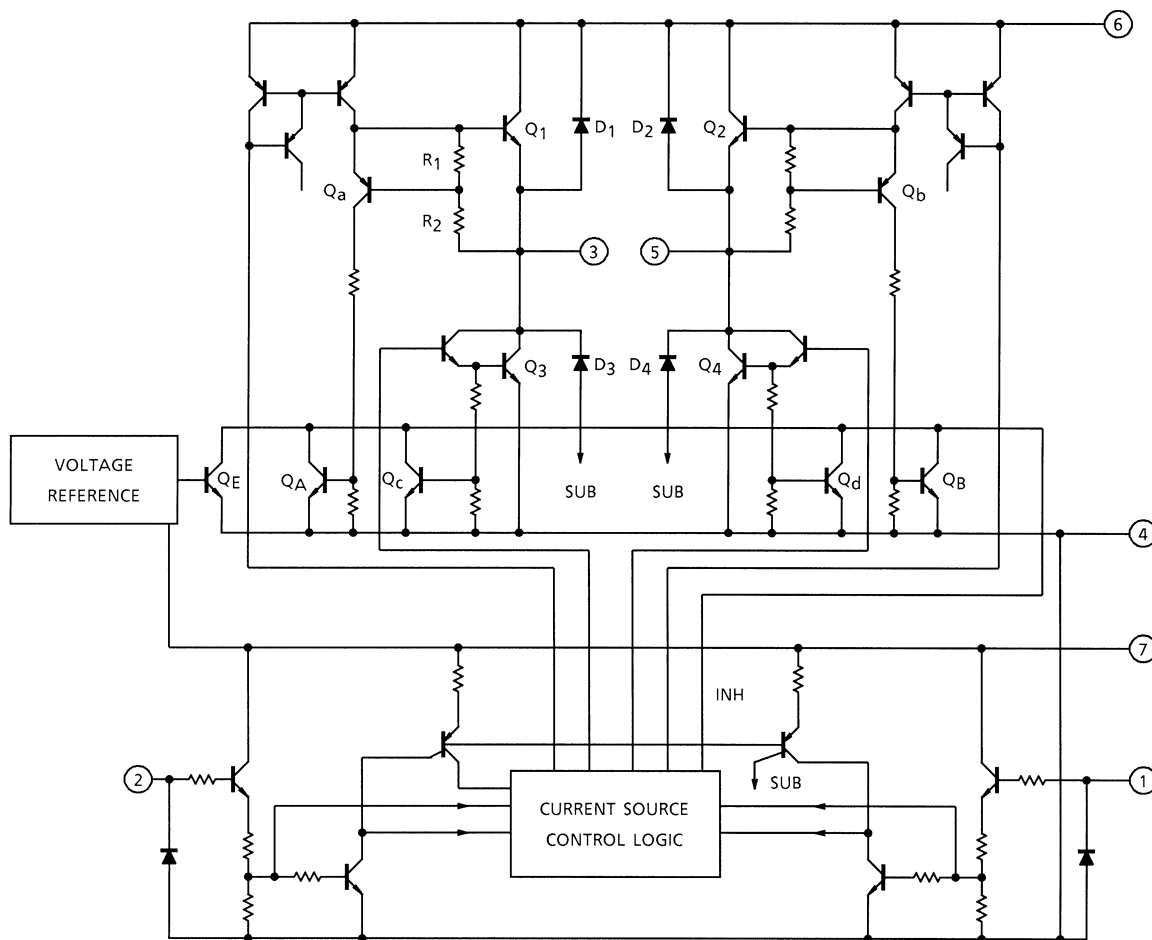 6
Q1
D1
D2
Q2
R1
Qa
Qb
R2
3
5
Q3
D3
D4
Q4
VOLTAGE
REFERENCE
QE
QA
Qc
SUB
SUB
Qd
QB
4
7
INH
2
SUB
1
CURRENT SOURCE
CONTROL LOGIC